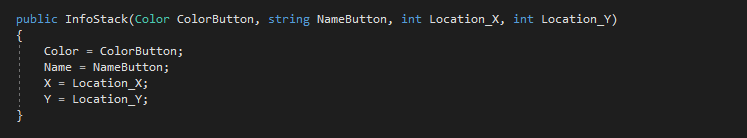 public InfoStack(Color ColorButton, string NameButton, int Location_X, int Location_Y)
{
Color = ColorButton;
Name = NameButton;
X = Location_X;
Y = Location_Y;
}